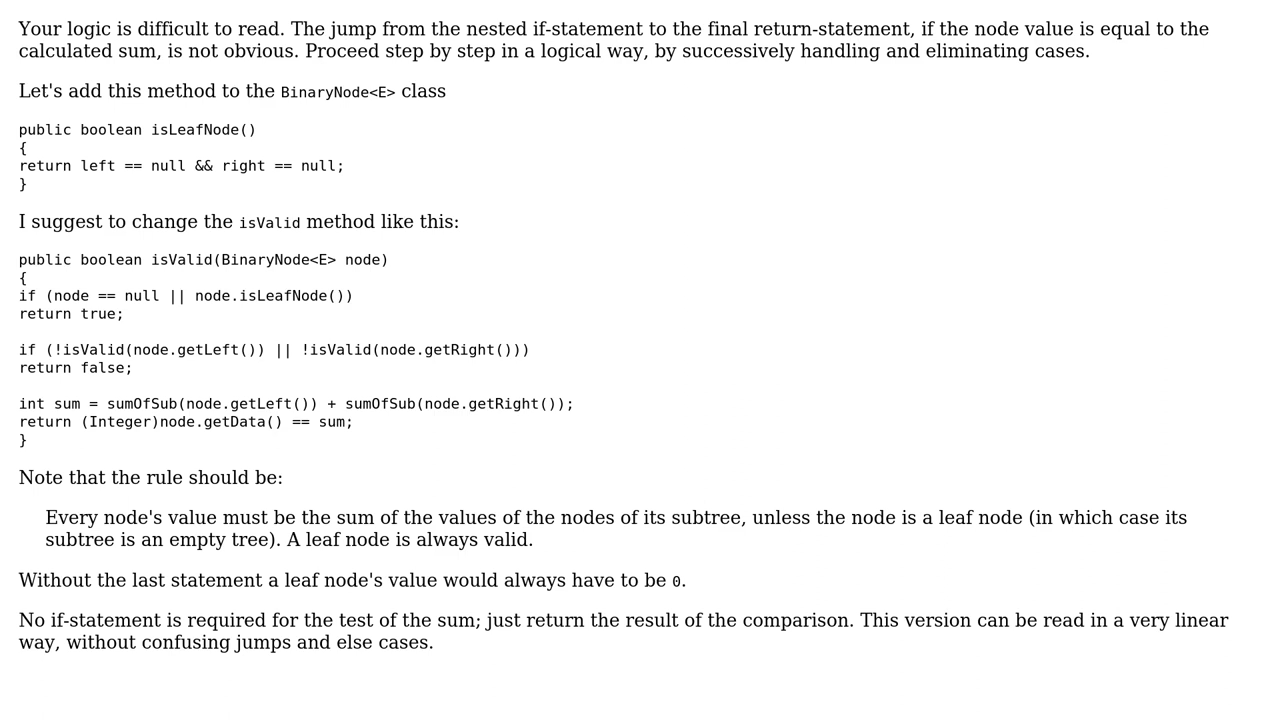 Your logic is difficult to read. The jump from the nested if-statement to the final return-statement, if the node value is equal to the
calculated sum, is not obvious. Proceed step by step in a logical way, by successively handling and eliminating cases.
Let's add this method to the BinaryNode<E> class
public boolean isLeafNode()
{
return left == null && right == null;
}
I suggest to change the isValid method like this:
public boolean isValid(BinaryNode<E> node)
{
if (node == null || node.isLeafNode())
return true;
if (!isValid(node.getLeft()) || !isValid(node.getRight()))
return false;
int sum = sumOfSub(node.getLeft()) + sumOfSub(node.getRight());
return (Integer)node.getData() == sum;
}
Note that the rule should be:
Every node's value must be the sum of the values of the nodes of its subtree, unless the node is a leaf node (in which case its
subtree is an empty tree). A leaf node is always valid.
Without the last statement a leaf node's value would always have to be 0.
No if-statement is required for the test of the sum; just return the result of the comparison. This version can be read in a very linear
way, without confusing jumps and else cases.